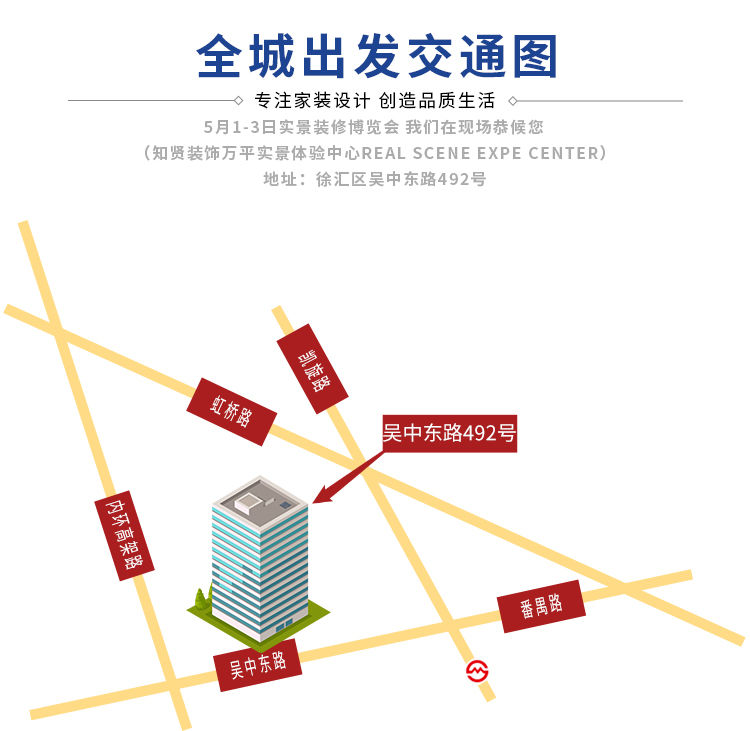 全城出发交通图
专注家装设计 创造品质生活
5月1-3日实景装修博览会 我们在现场恭候您
（知贤装饰万平实景体验中心REAL SCENE EXPE CENTER）
地址：徐汇区吴中东路492号
凯旋路
虹桥路
吴中东路492号
内环高架路
番禺路
吴中东路